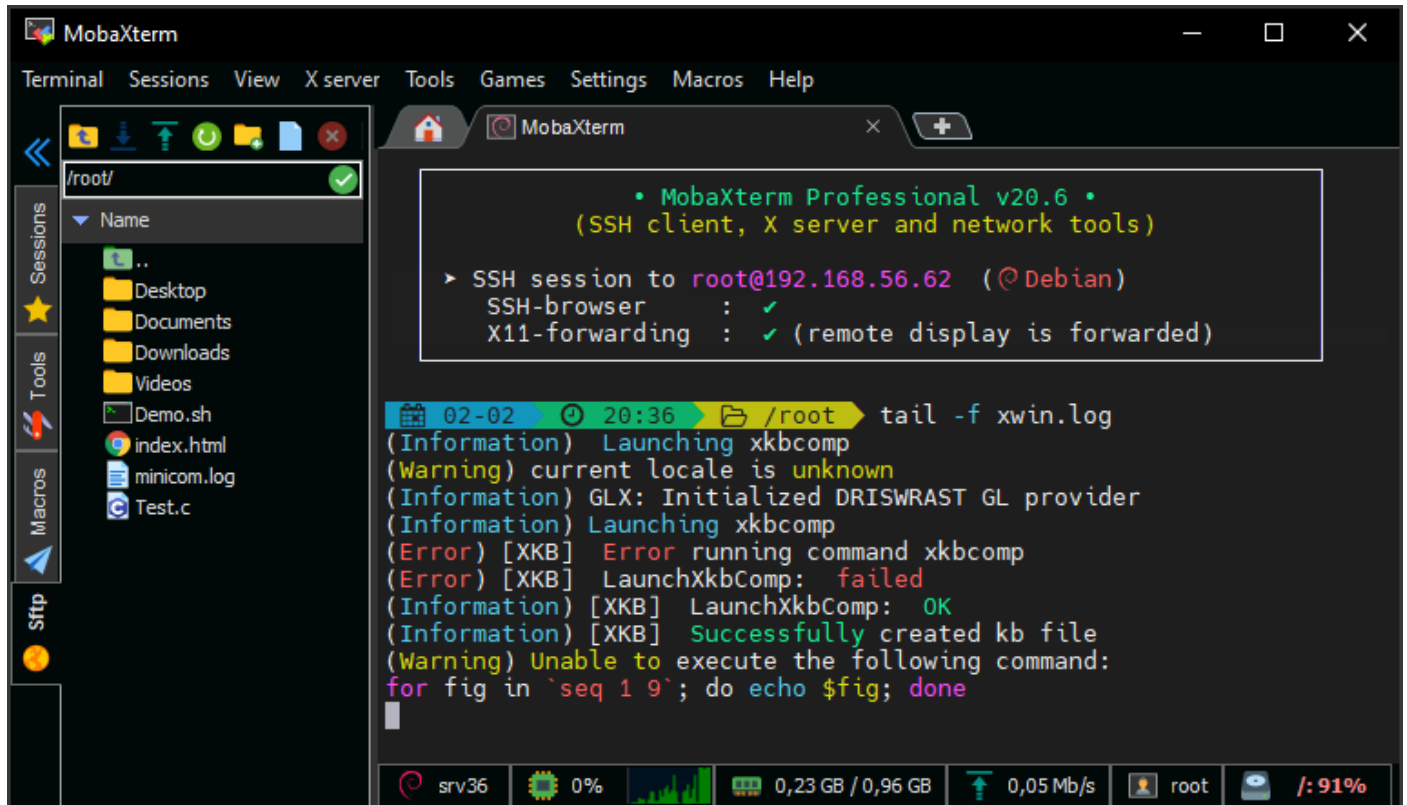 MobaXterm
Terminal Sessions View X server Tools Games Settings Macros Help
MobaXterm
/root/
Name
..
Desktop
Documents
Downloads
Videos
Demo.sh
index.html
minicom.log
Test.c
Sessions
Tools
Macros
Sftp
• MobaXterm Professional v20.6 •
(SSH client, X server and network tools)
➤ SSH session to root@192.168.56.62 (Debian)
SSH-browser : ✔
X11-forwarding : ✔ (remote display is forwarded)
02-02 20:36 /root tail -f xwin.log
(Information) Launching xkbcomp
(Warning) current locale is unknown
(Information) GLX: Initialized DRISWRAST GL provider
(Information) Launching xkbcomp
(Error) [XKB] Error running command xkbcomp
(Error) [XKB] LaunchXkbComp: failed
(Information) [XKB] LaunchXkbComp: OK
(Information) [XKB] Successfully created kb file
(Warning) Unable to execute the following command:
for fig in `seq 1 9`; do echo $fig; done
srv36 0% 0,23 GB / 0,96 GB 0,05 Mb/s root /: 91%